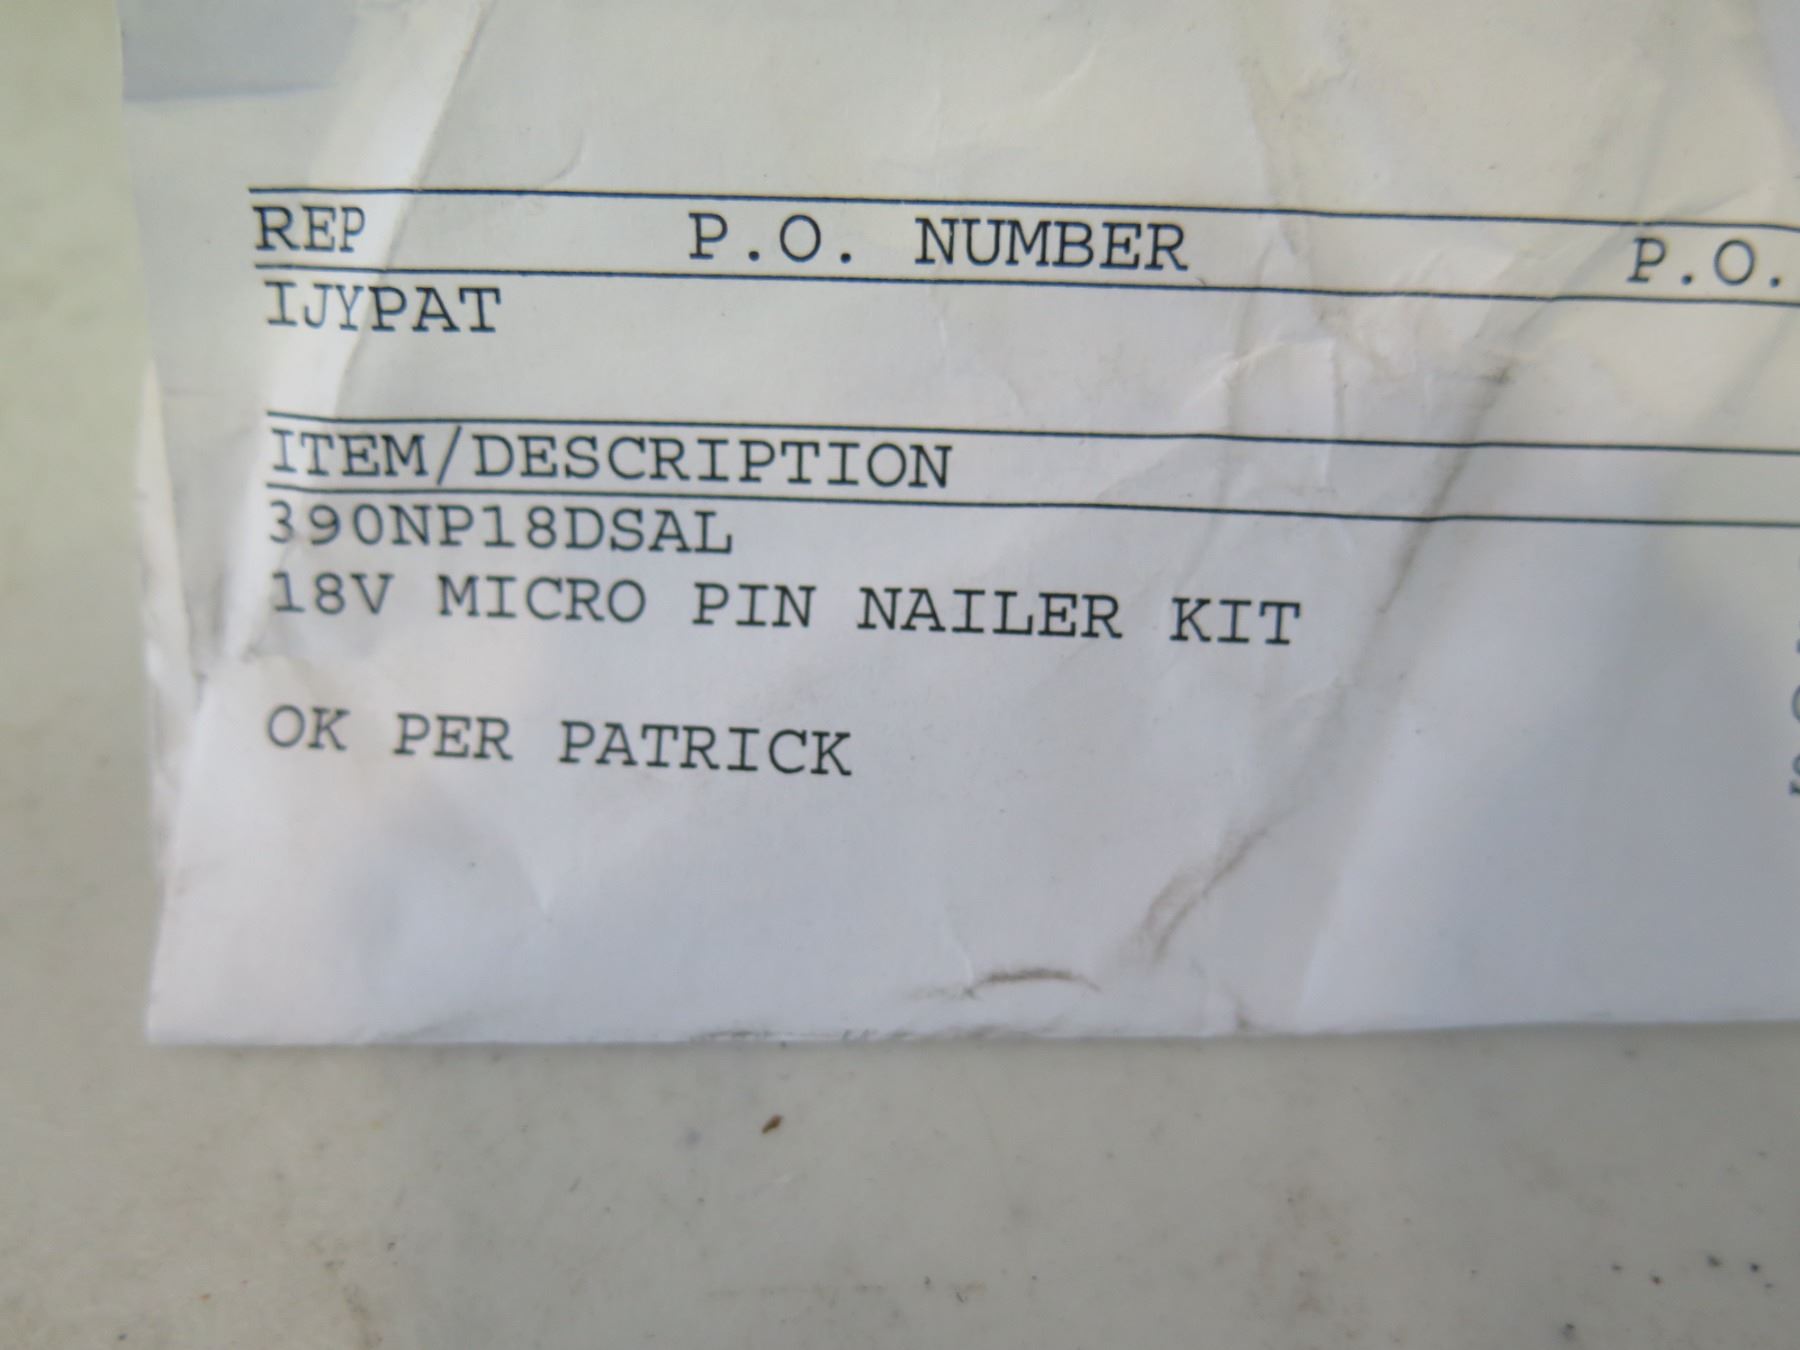 REP P.O. NUMBER P.O.
IJYPAT
ITEM/DESCRIPTION
390NP18DSAL
18V MICRO PIN NAILER KIT
OK PER PATRICK